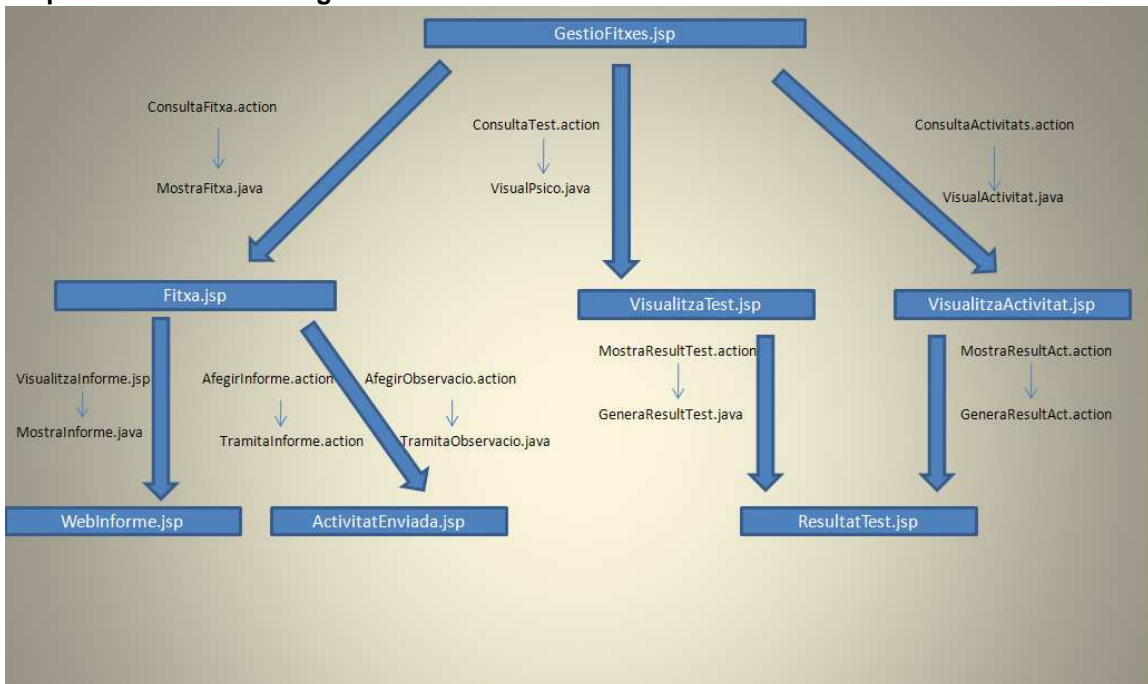 GestioFitxes.jsp
ConsultaFitxa.action
ConsultaTest.action
ConsultaActivitats.action
MostraFitxa.java
VisualPsico.java
VisualActivitat.java
Fitxa.jsp
VisualitzaTest.jsp
VisualitzaActivitat.jsp
VisualitzaInforme.jsp
AfegirInforme.action
AfegirObservacio.action
MostraResultTest.action
MostraResultAct.action
MostraInforme.java
TramitaInforme.action
TramitaObservacio.java
GeneraResultTest.java
GeneraResultAct.action
WebInforme.jsp
ActivitatEnviada.jsp
ResultatTest.jsp